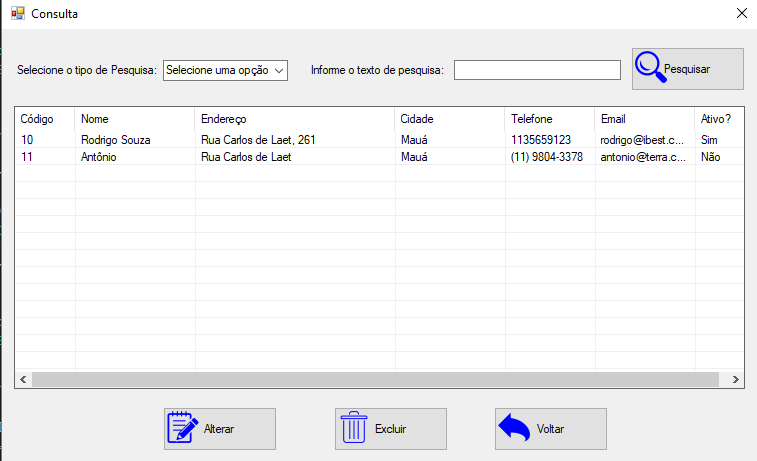 Consulta
Selecione o tipo de Pesquisa: Selecione uma opção Informe o texto de pesquisa: Pesquisar
Código Nome Endereço Cidade Telefone Email Ativo?
10 Rodrigo Souza Rua Carlos de Laet, 261 Mauá 1135659123 rodrigo@ibest.c... Sim
11 Antônio Rua Carlos de Laet Mauá (11) 9804-3378 antonio@terra.c... Não
Alterar Excluir Voltar